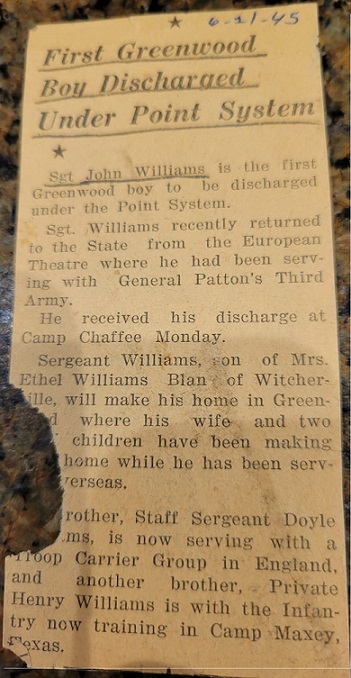 ★ 6-21-45
First Greenwood
Boy Discharged
Under Point System
★
Sgt John Williams is the first
Greenwood boy to be discharged
under the Point System.
Sgt. Williams recently returned
to the State from the European
Theatre where he had been serv-
ing with General Patton's Third
Army.
He received his discharge at
Camp Chaffee Monday.
Sergeant Williams, son of Mrs.
Ethel Williams Blan of Witcher-
ille, will make his home in Green-
d where his wife and two
children have been making
home while he has been serv-
verseas.
rother, Staff Sergeant Doyle
ms, is now serving with a
Troop Carrier Group in England,
and another brother, Private
Henry Williams is with the Infan-
try now training in Camp Maxey,
Texas.